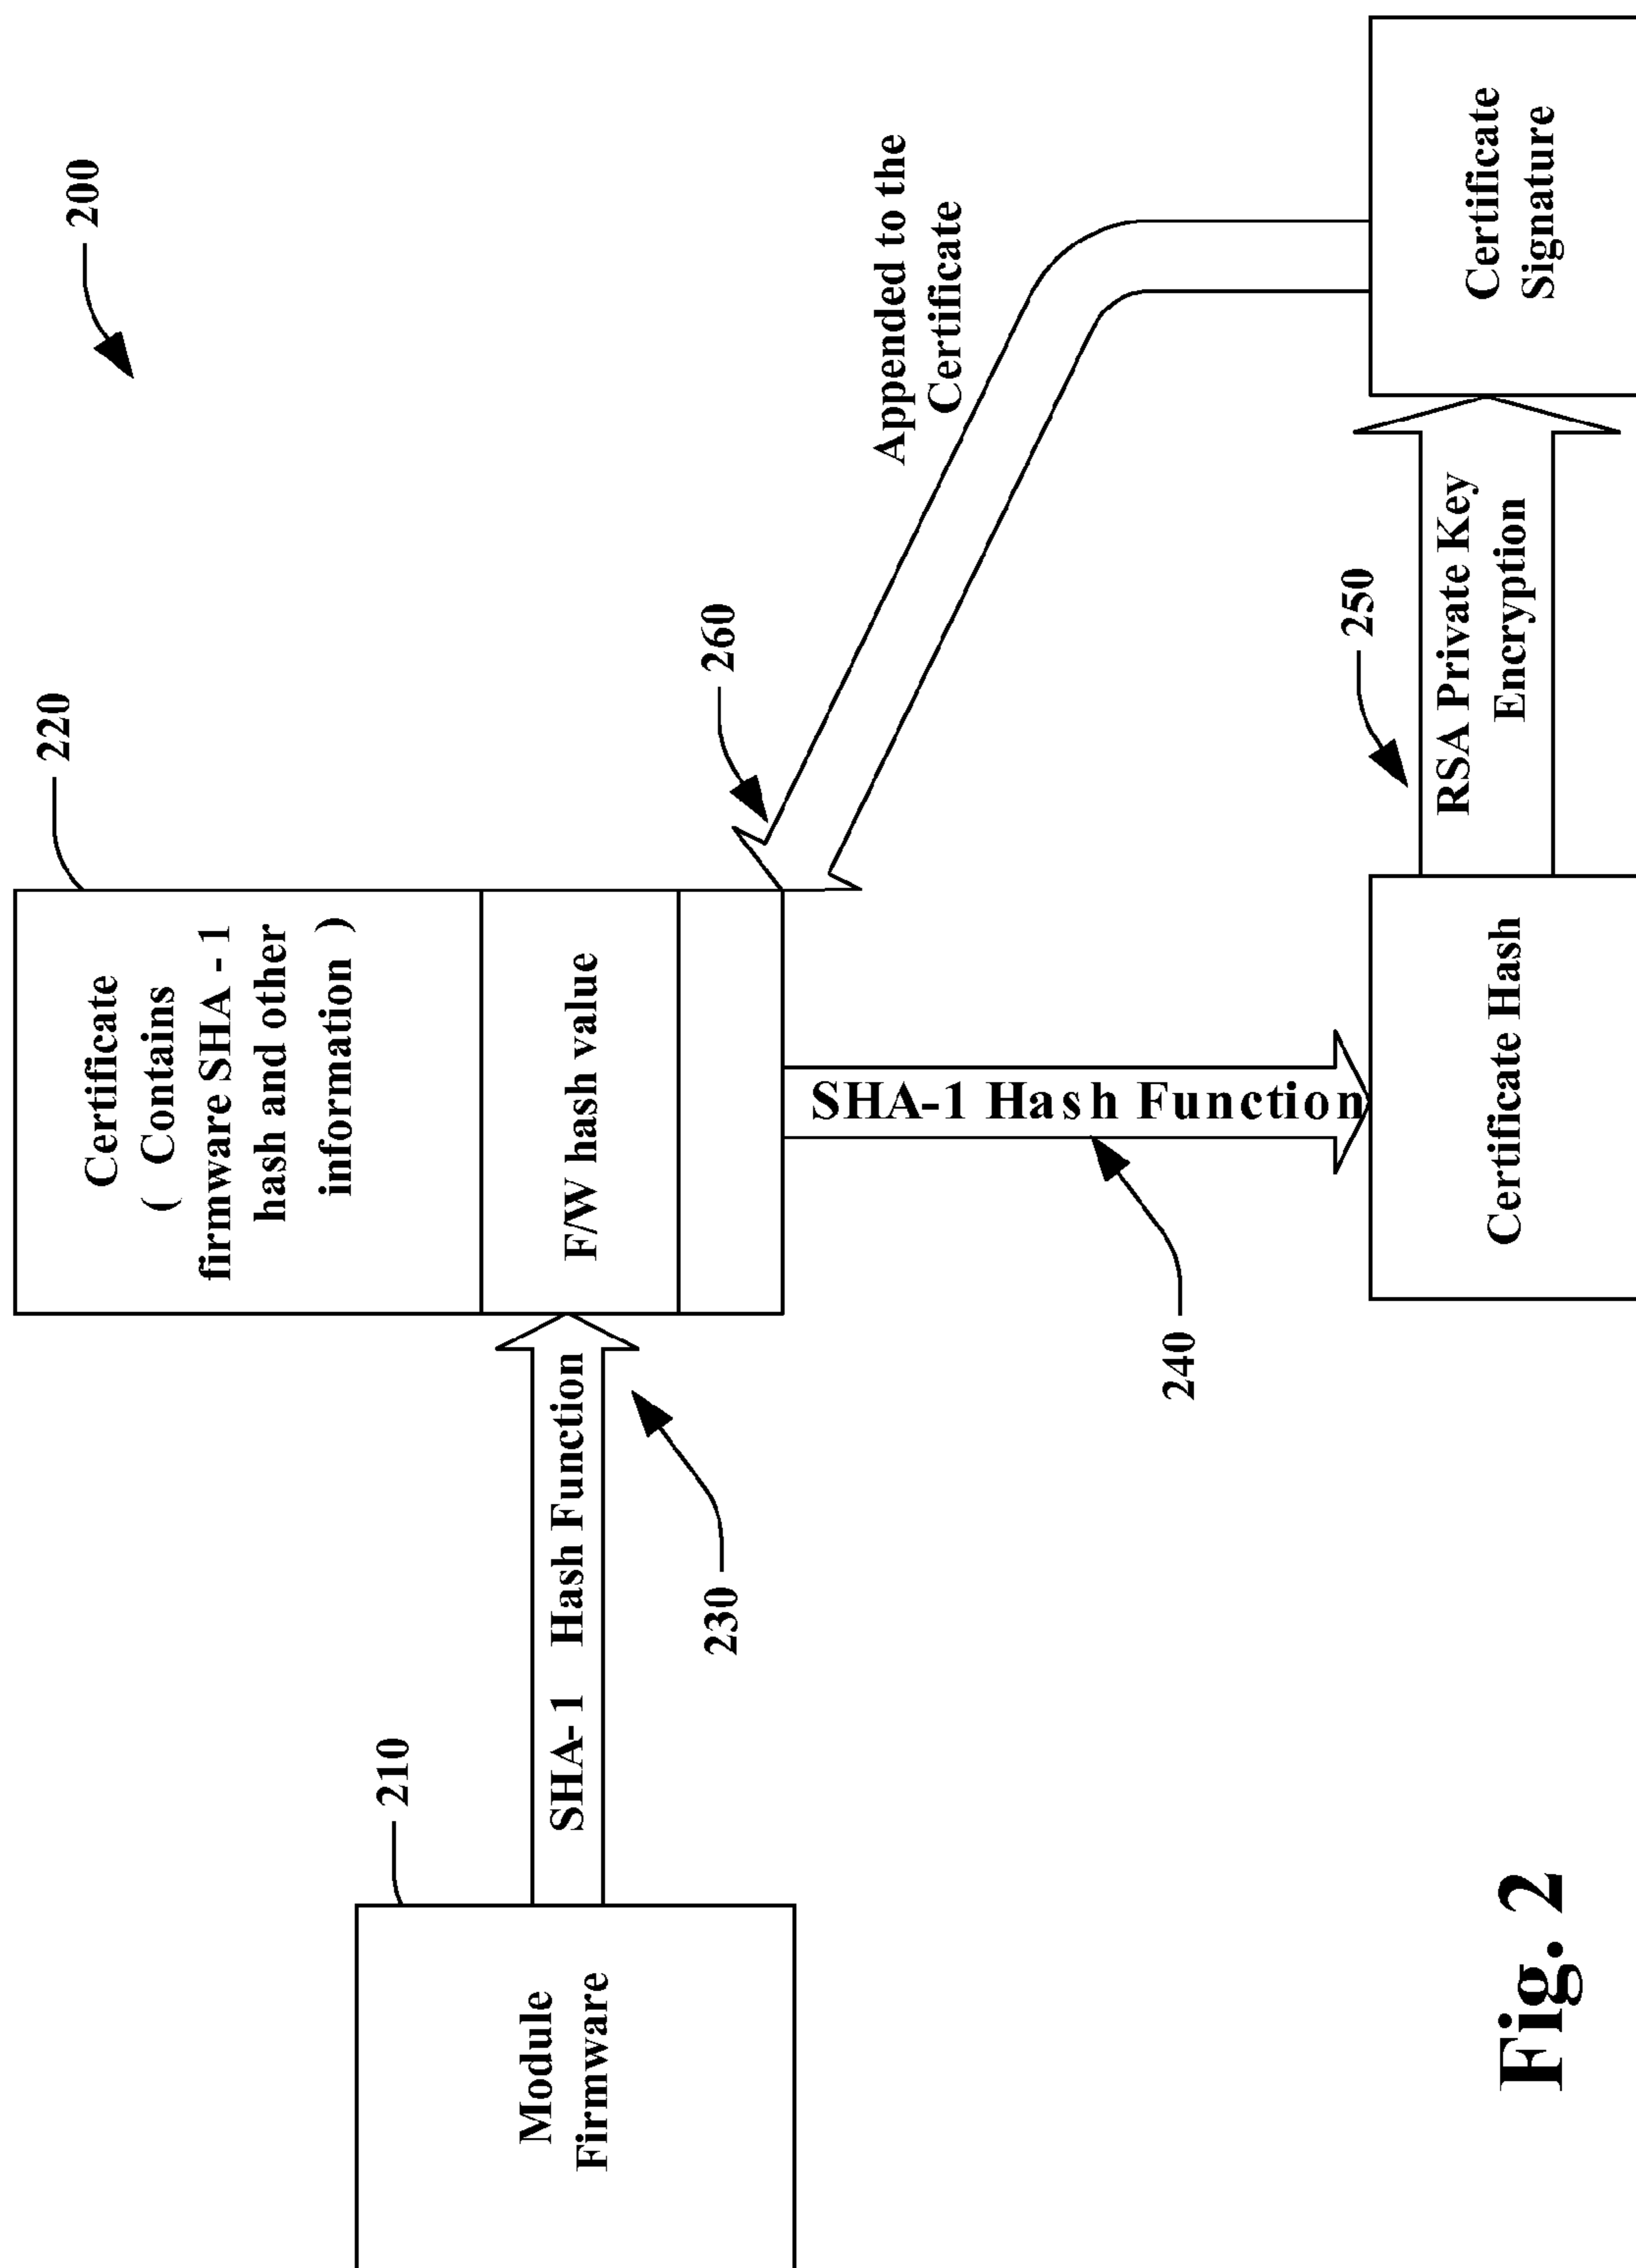 200
220
Certificate
( Contains
firmware SHA - 1
hash and other
information )
F/W hash value
210
Module
Firmware
SHA- 1 Hash Function
230
260
Appended to the
Certificate
SHA-1 Hash Function
240
Certificate Hash
250
RSA Private Key
Encryption
Certificate
Signature
Fig. 2